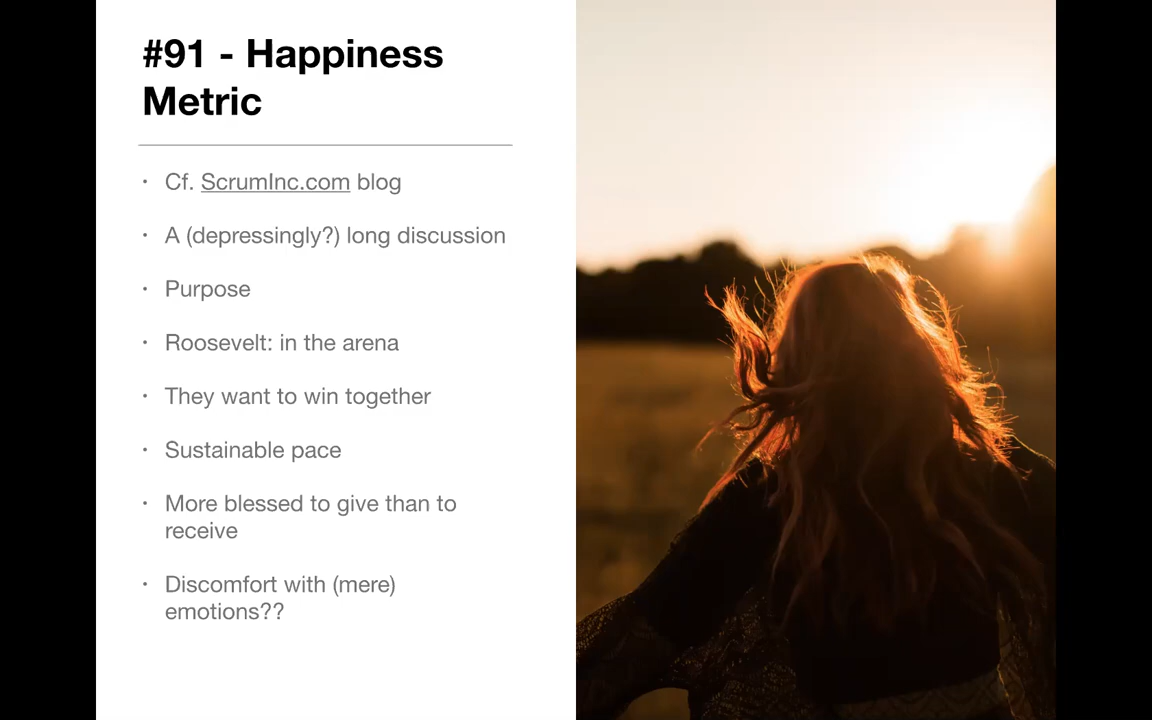 #91 - Happiness
Metric
• Cf. ScrumInc.com blog
• A (depressingly?) long discussion
• Purpose
• Roosevelt: in the arena
• They want to win together
• Sustainable pace
• More blessed to give than to
receive
• Discomfort with (mere)
emotions??